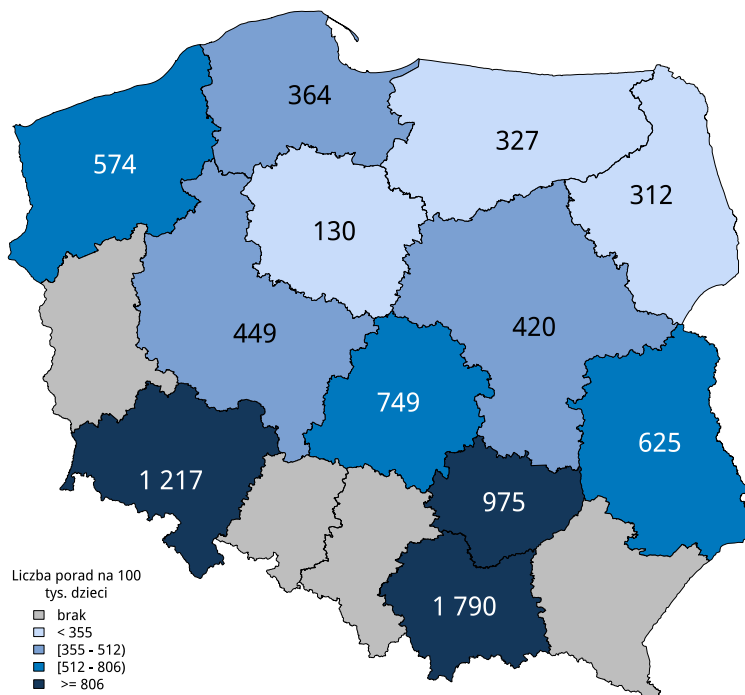 364
327
574
312
130
449
420
749
625
1 217
975
1 790
Liczba porad na 100
tys. dzieci
brak
< 355
[355 - 512)
[512 - 806)
>= 806